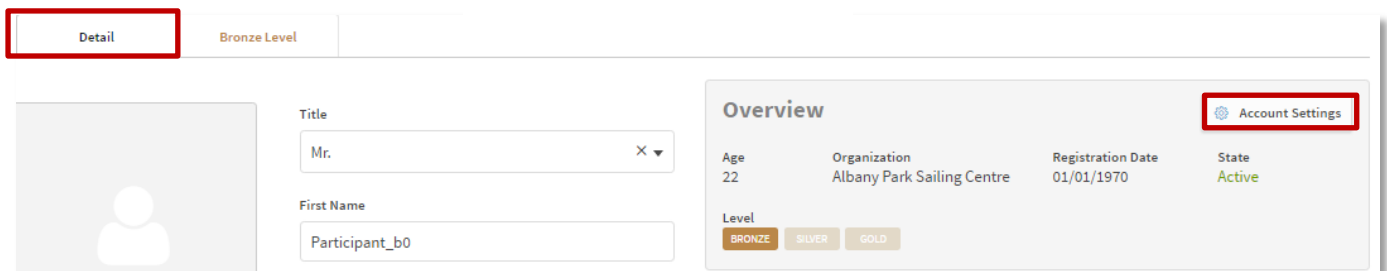 Detail
Bronze Level
Title
Mr.
First Name
Participant_b0
Overview
Account Settings
Age
Organization
Registration Date
State
22
Albany Park Sailing Centre
01/01/1970
Active
Level
BRONZE
SILVER
GOLD